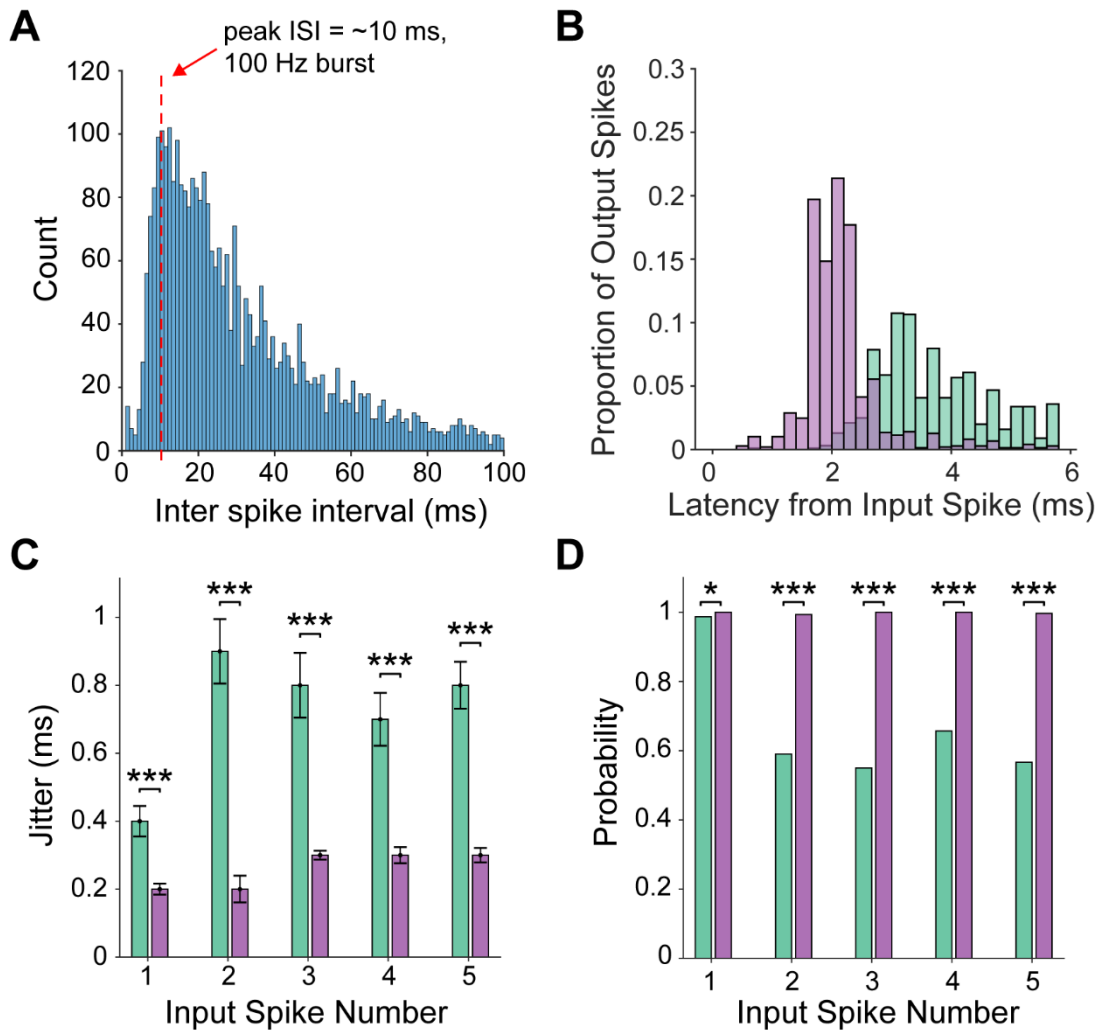 A
peak ISI = ~10 ms,
100 Hz burst
120
100
80
60
40
20
0
Count
0 20 40 60 80 100
Inter spike interval (ms)
B
0.3
0.25
0.2
0.15
0.1
0.05
0
Proportion of Output Spikes
0 2 4 6
Latency from Input Spike (ms)
C
1
0.8
0.6
0.4
0.2
0
Jitter (ms)
*** *** *** *** ***
1 2 3 4 5
Input Spike Number
D
1
0.8
0.6
0.4
0.2
0
Probability
* *** *** *** ***
1 2 3 4 5
Input Spike Number